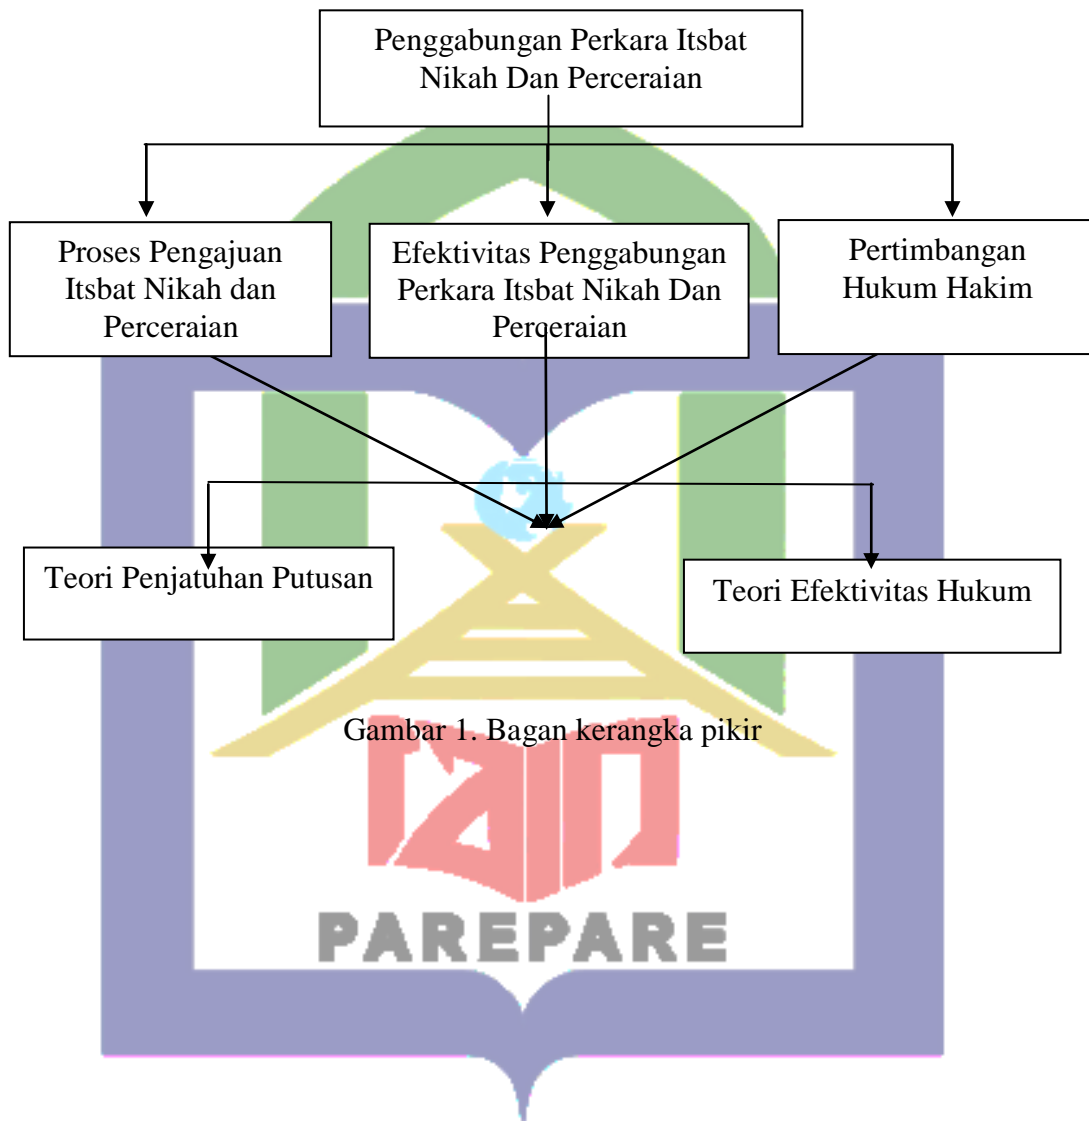 Penggabungan Perkara Itsbat
Nikah Dan Perceraian
Proses Pengajuan
Itsbat Nikah dan
Perceraian
Efektivitas Penggabungan
Perkara Itsbat Nikah Dan
Perceraian
Pertimbangan
Hukum Hakim
Teori Penjatuhan Putusan
Teori Efektivitas Hukum
Gambar 1. Bagan kerangka pikir
iain
PAREPARE